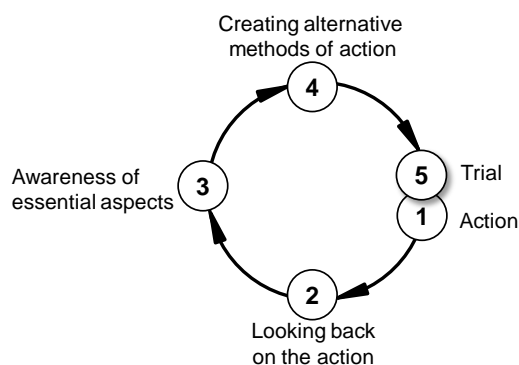 Creating alternative
methods of action
4
5
Trial
Awareness of
essential aspects
3
1
Action
2
Looking back
on the action